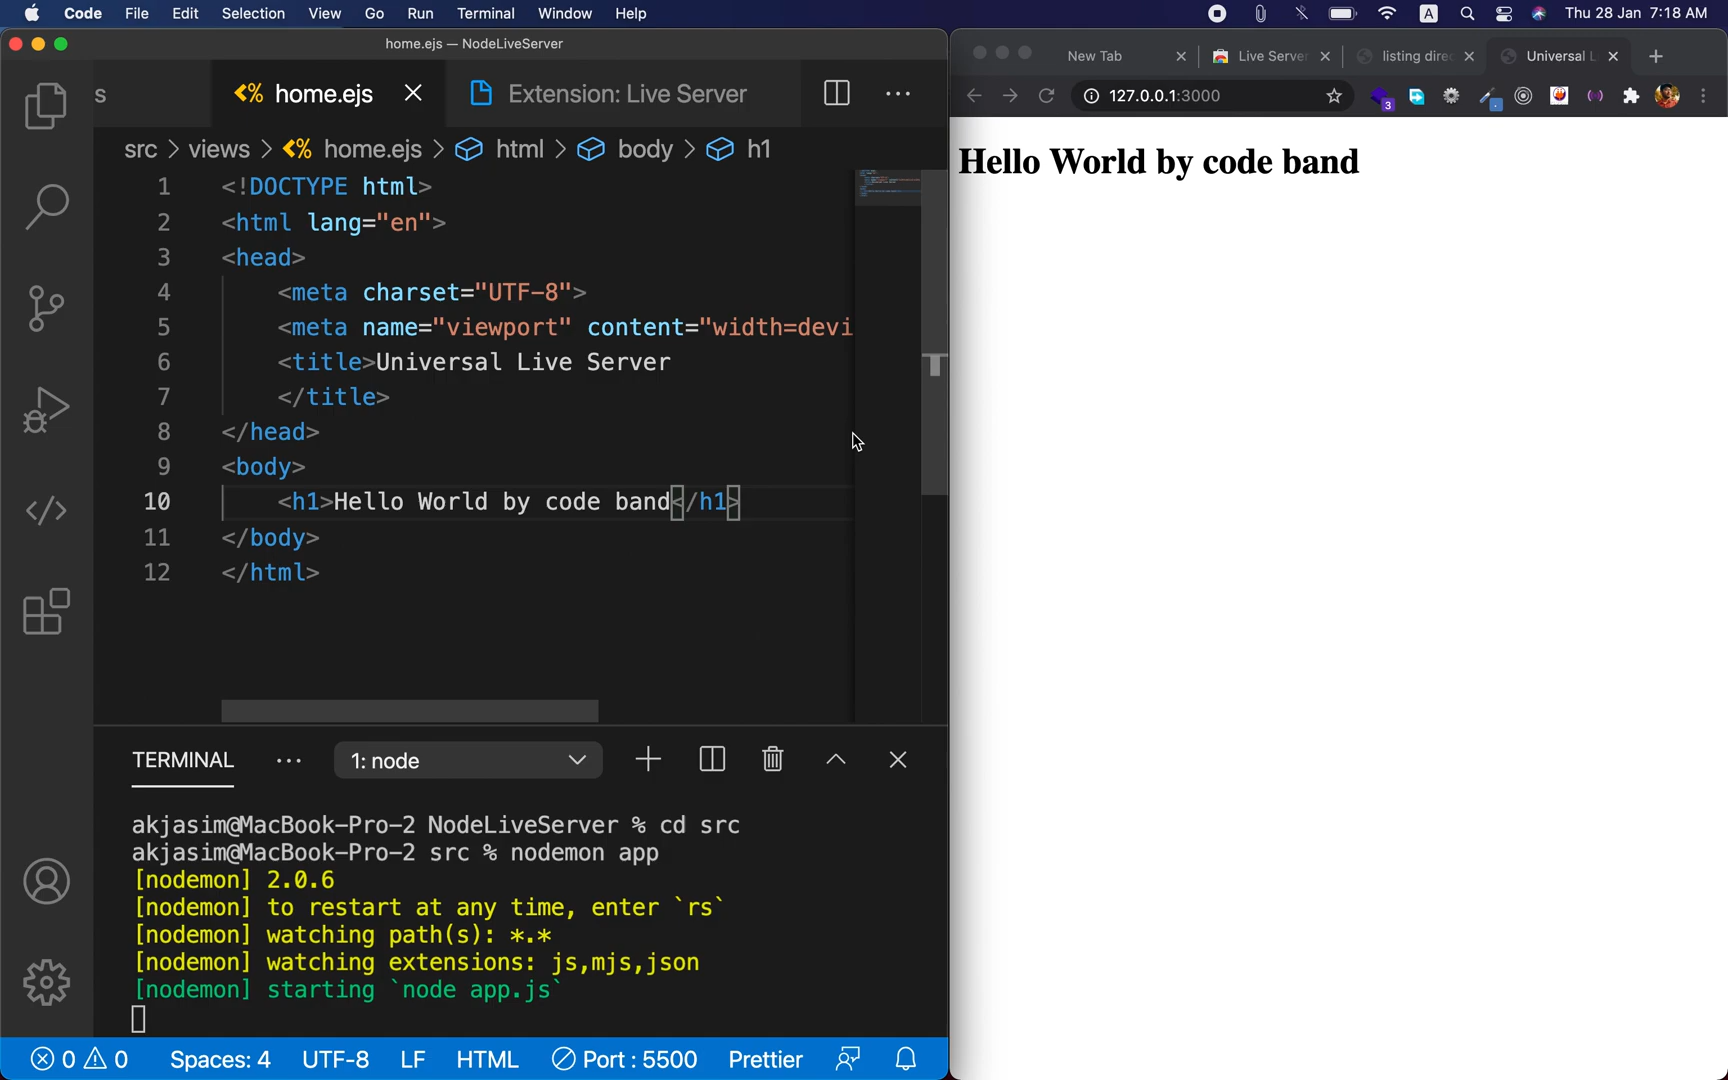 Code File Edit Selection View Go Run Terminal Window Help A Thu 28 Jan 7:18 AM
home.ejs — NodeLiveServer
New Tab Live Server listing direc Universal L
s home.ejs Extension: Live Server
127.0.0.1:3000 3
src > views > home.ejs > html > body > h1
1 <!DOCTYPE html>
2 <html lang="en">
3 <head>
4 <meta charset="UTF-8">
5 <meta name="viewport" content="width=devi
6 <title>Universal Live Server
7 </title>
8 </head>
9 <body>
10 <h1>Hello World by code band</h1>
11 </body>
12 </html>
Hello World by code band
TERMINAL 1: node
akjasim@MacBook-Pro-2 NodeLiveServer % cd src
akjasim@MacBook-Pro-2 src % nodemon app
[nodemon] 2.0.6
[nodemon] to restart at any time, enter `rs`
[nodemon] watching path(s): *.*
[nodemon] watching extensions: js,mjs,json
[nodemon] starting `node app.js`
0 0 Spaces: 4 UTF-8 LF HTML Port : 5500 Prettier